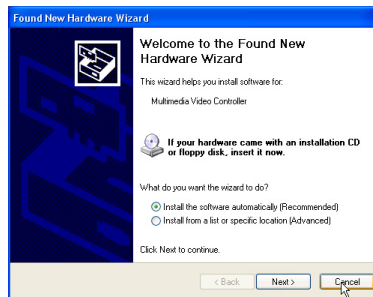 Found New Hardware Wizard
Welcome to the Found New
Hardware Wizard
This wizard helps you install software for:
Multimedia Video Controller
If your hardware came with an installation CD
or floppy disk, insert it now.
What do you want the wizard to do?
Install the software automatically (Recommended)
Install from a list or specific location (Advanced)
Click Next to continue.
< Back Next > Cancel